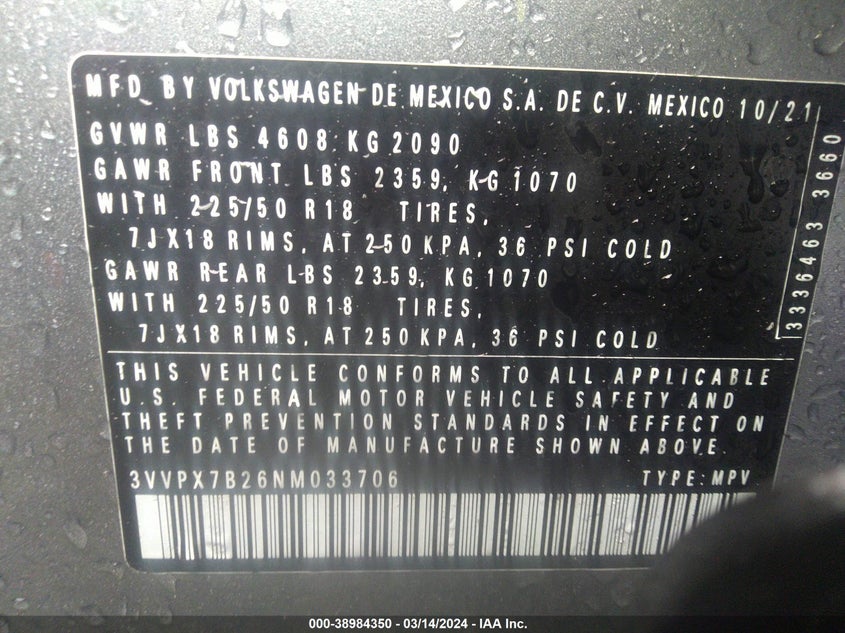 MFD BY VOLKSWAGEN DE MEXICO S.A. DE C.V. MEXICO 10/21
GVWR LBS 4608 KG 2090
GAWR FRONT LBS 2359, KG 1070
WITH 225/50 R18 TIRES,
7JX18 RIMS, AT 250 KPA, 36 PSI COLD
GAWR REAR LBS 2359, KG 1070
WITH 225/50 R18 TIRES,
7JX18 RIMS, AT 250 KPA, 36 PSI COLD
3336463 3660
THIS VEHICLE CONFORMS TO ALL APPLICABLE
U.S. FEDERAL MOTOR VEHICLE SAFETY AND
THEFT PREVENTION STANDARDS IN EFFECT ON
THE DATE OF MANUFACTURE SHOWN ABOVE.
3VVPX7B26NM033706 TYPE: MPV
000-38984350 / 03/14/2024 - IAA Inc.